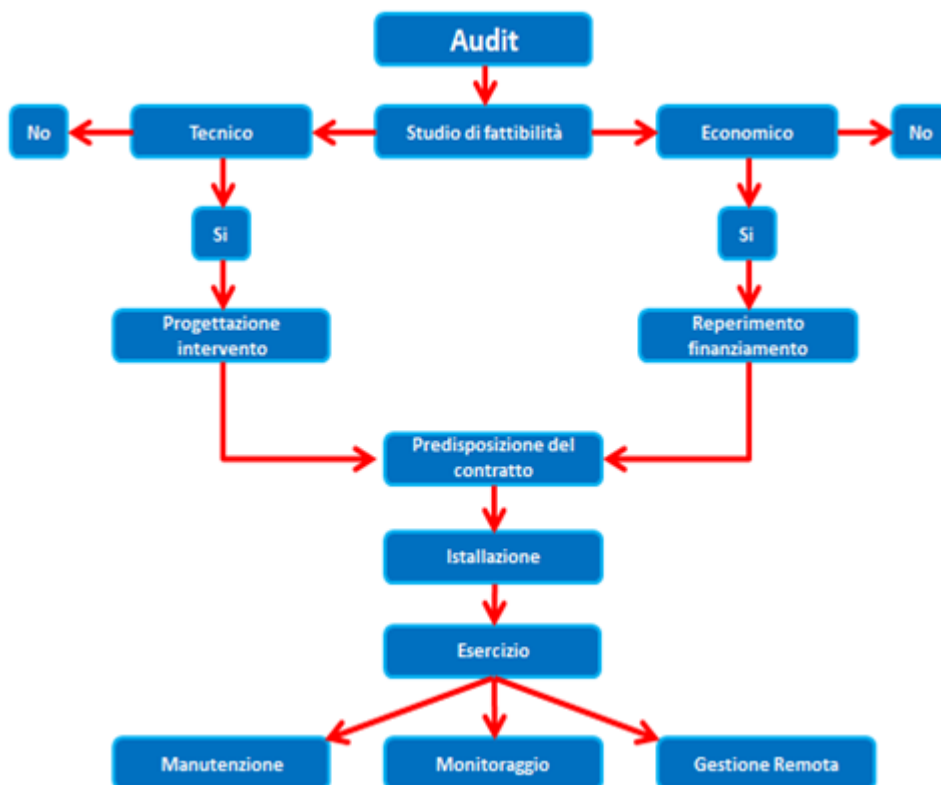 Audit
No
Tecnico
Studio di fattibilità
Economico
No
Si
Si
Progettazione
intervento
Reperimento
finanziamento
Predisposizione del
contratto
Istallazione
Esercizio
Manutenzione
Monitoraggio
Gestione Remota